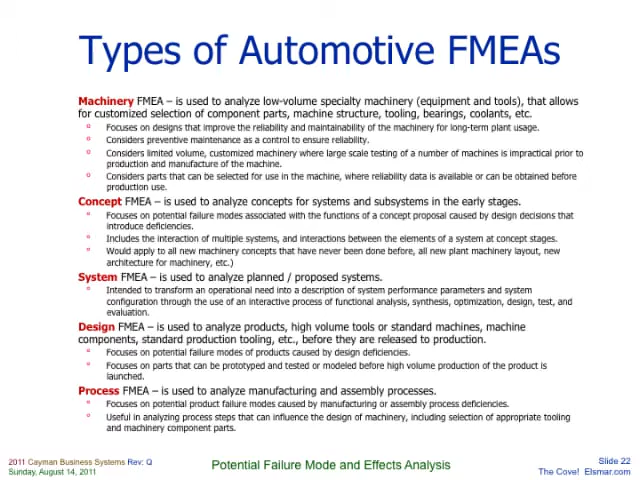 Types of Automotive FMEAs
Machinery FMEA – is used to analyze low-volume specialty machinery (equipment and tools), that allows
for customized selection of component parts, machine structure, tooling, bearings, coolants, etc.
° Focuses on designs that improve the reliability and maintainability of the machinery for long-term plant usage.
° Considers preventive maintenance as a control to ensure reliability.
° Considers limited volume, customized machinery where large scale testing of a number of machines is impractical prior to
production and manufacture of the machine.
° Considers parts that can be selected for use in the machine, where reliability data is available or can be obtained before
production use.
Concept FMEA – is used to analyze concepts for systems and subsystems in the early stages.
° Focuses on potential failure modes associated with the functions of a concept proposal caused by design decisions that
introduce deficiencies.
° Includes the interaction of multiple systems, and interactions between the elements of a system at concept stages.
° Would apply to all new machinery concepts that have never been done before, all new plant machinery layout, new
architecture for machinery, etc.)
System FMEA – is used to analyze planned / proposed systems.
° Intended to transform an operational need into a description of system performance parameters and system
configuration through the use of an interactive process of functional analysis, synthesis, optimization, design, test, and
evaluation.
Design FMEA – is used to analyze products, high volume tools or standard machines, machine
components, standard production tooling, etc., before they are released to production.
° Focuses on potential failure modes of products caused by design deficiencies.
° Focuses on parts that can be prototyped and tested or modeled before high volume production of the product is
launched.
Process FMEA – is used to analyze manufacturing and assembly processes.
° Focuses on potential product failure modes caused by manufacturing or assembly process deficiencies.
° Useful in analyzing process steps that can influence the design of machinery, including selection of appropriate tooling
and machinery component parts.
2011 Cayman Business Systems Rev: Q
Sunday, August 14, 2011
Potential Failure Mode and Effects Analysis
Slide 22
The Cove! Elsmar.com